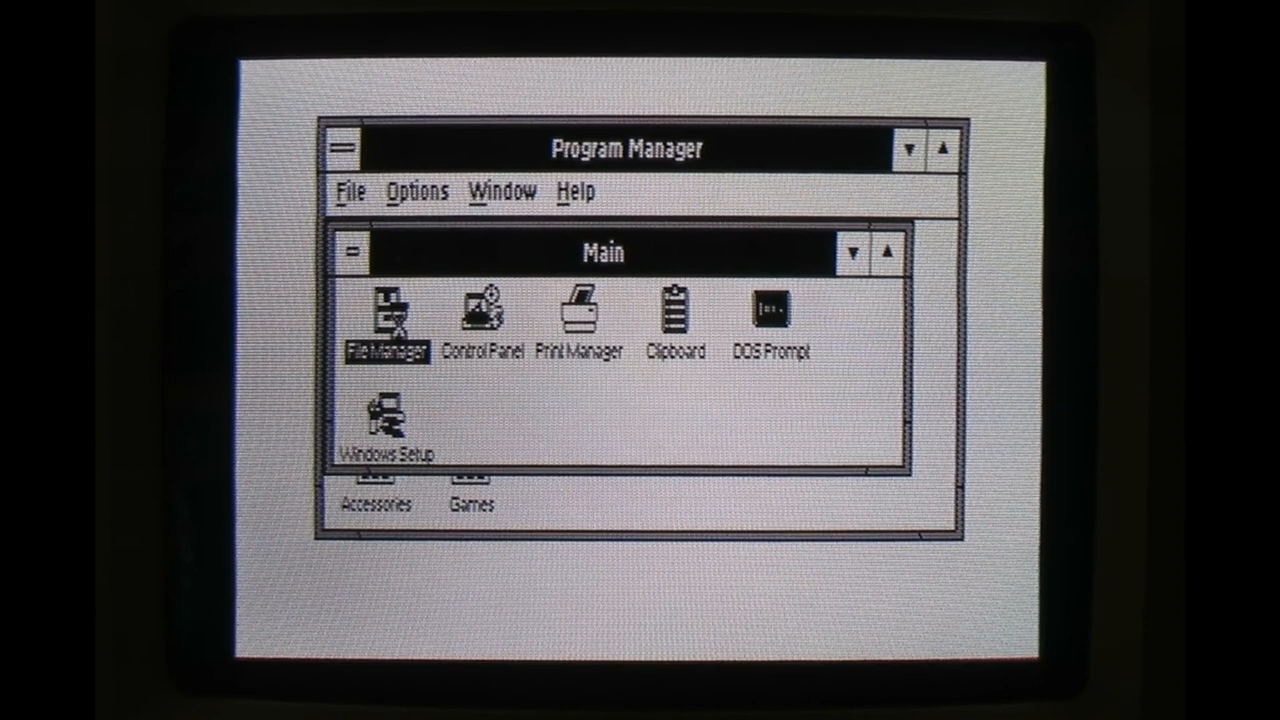 Program Manager
File Options Window Help
Main
File Manager Control Panel Print Manager Clipboard DOS Prompt
Windows Setup
Accessories Games